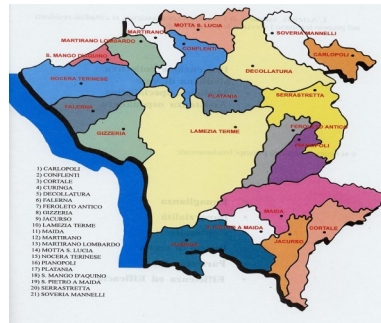 MOTTA S. LUCIA
MARTIRANO
SOVERIA MANNELLI
MARTIRANO LOMBARDO
CONFLENTI
CARLOPOLI
S. MANGO D'AQUINO
DECOLLATURA
NOCERA TERINESE
SERRASTRETTA
PLATANIA
FALERNA
FEROLETO ANTICO
GIZZERIA
LAMEZIA TERME
PIANOPOLI
1) CARLOPOLI
2) CONFLENTI
3) CORTALE
4) CURINGA
5) DECOLLATURA
6) FALERNA
7) FEROLETO ANTICO
8) GIZZERIA
9) JACURSO
10) LAMEZIA TERME
11) MAIDA
12) MARTIRANO
13) MARTIRANO LOMBARDO
14) MOTTA S. LUCIA
15) NOCERA TERINESE
16) PIANOPOLI
17) PLATANIA
18) S. MANGO D'AQUINO
19) S. PIETRO A MAIDA
20) SERRASTRETTA
21) SOVERIA MANNELLI
MAIDA
CORTALE
JACURSO